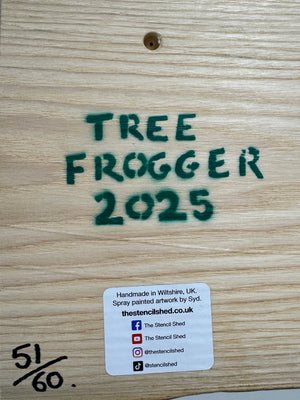 TREE
FROGGER
2025
Handmade in Wiltshire, UK.
Spray painted artwork by Syd.
thestencilshed.co.uk
The Stencil Shed
The Stencil Shed
@thestencilshed
@stencilshed
51/60.